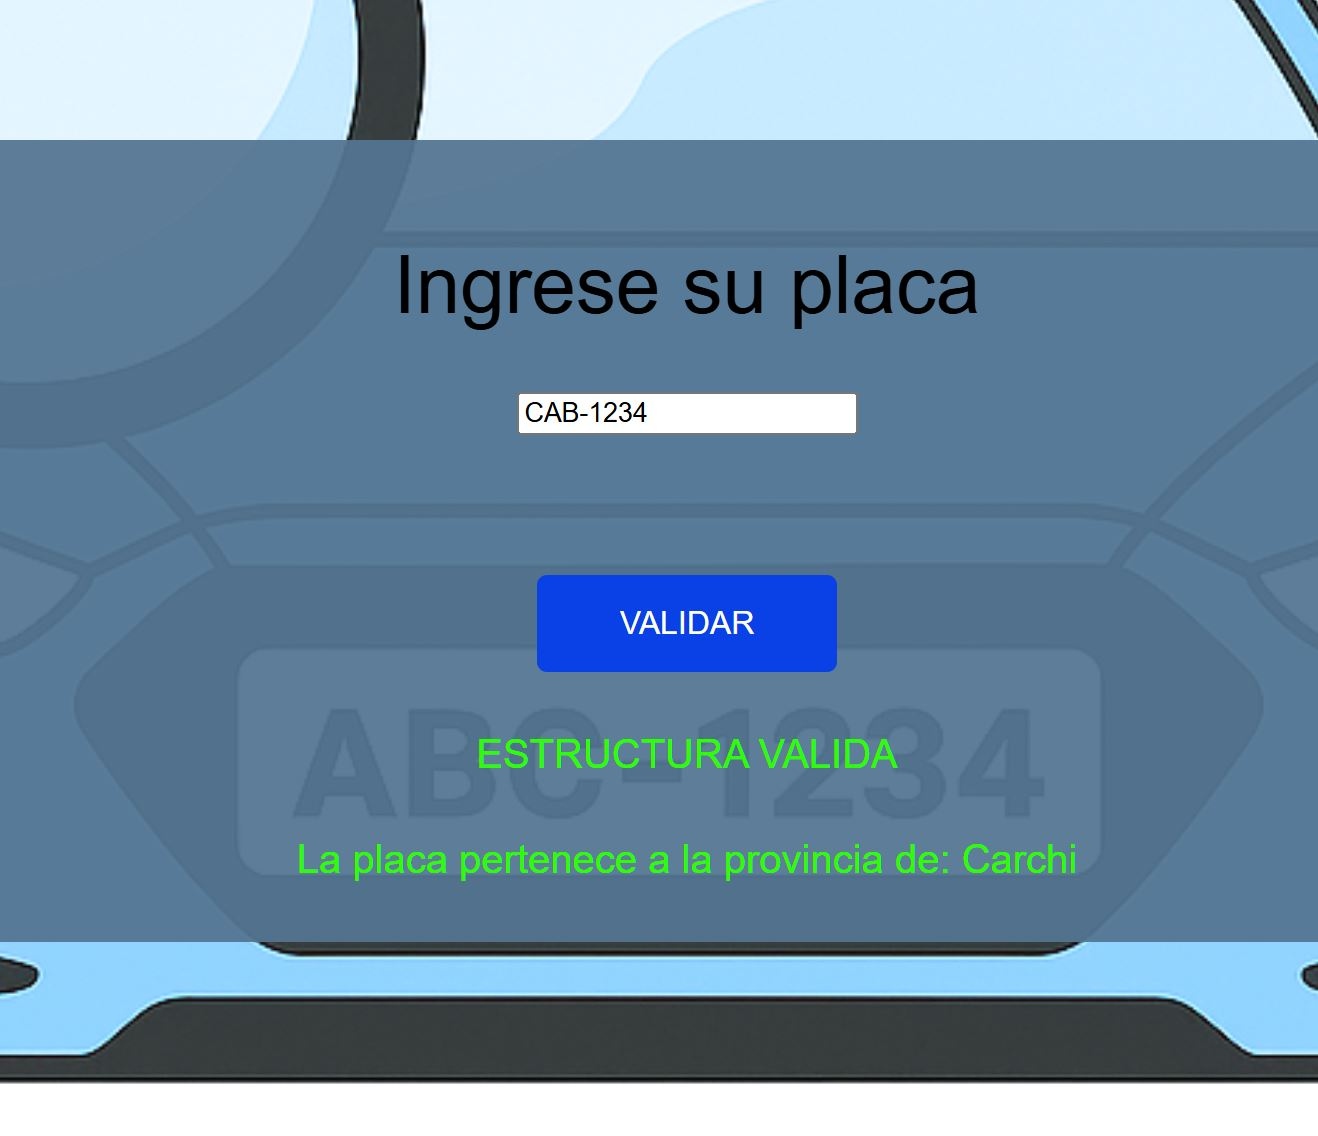 Ingrese su placa
CAB-1234
VALIDAR
ESTRUCTURA VALIDA
ABC-1234
La placa pertenece a la provincia de: Carchi